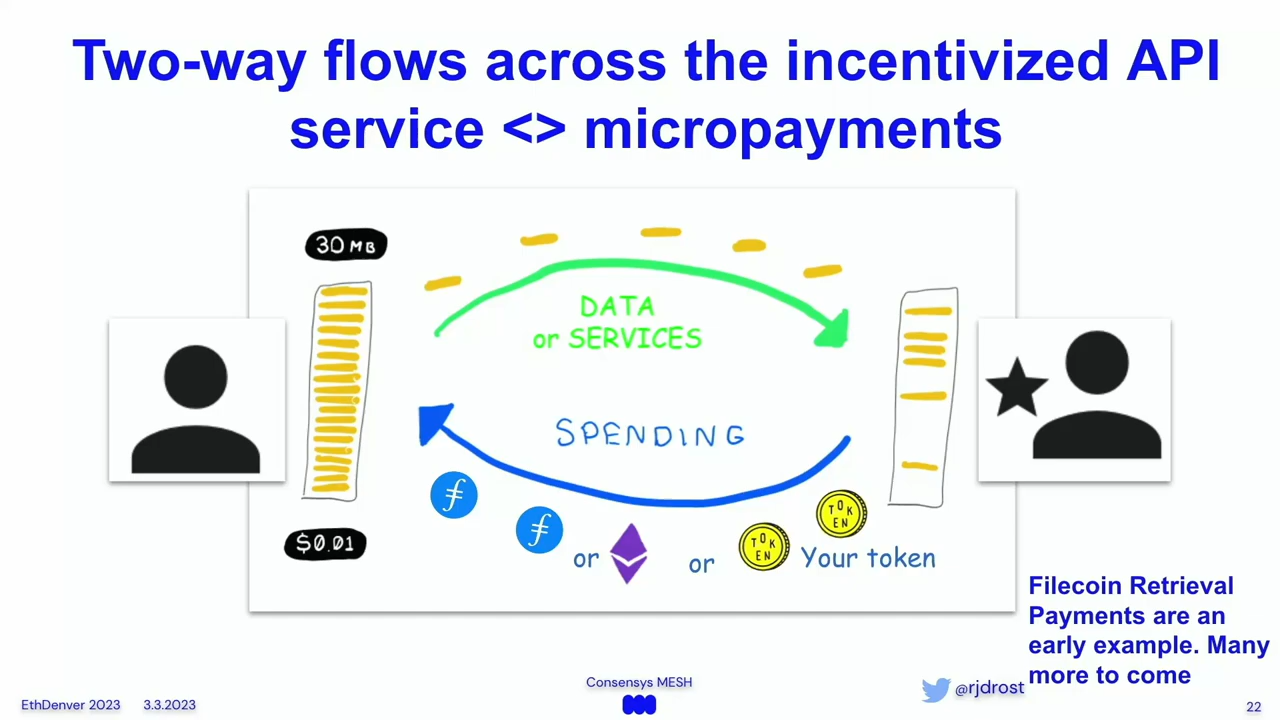 Two-way flows across the incentivized API
service <> micropayments
30 MB
DATA
or SERVICES
SPENDING
$0.01
or
or
TOKEN
TOKEN
Your token
Filecoin Retrieval
Payments are an
early example. Many
more to come
Consensys MESH
@rjdrost
EthDenver 2023 3.3.2023
22